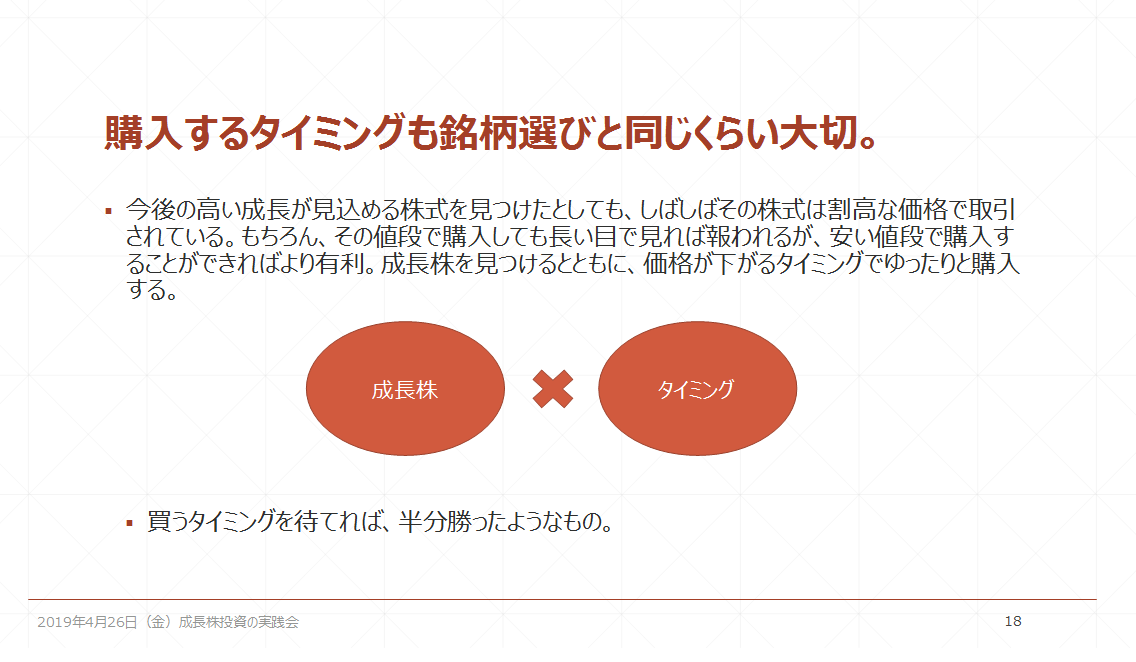 購入するタイミングも銘柄選びと同じくらい大切。
▪ 今後の高い成長が見込める株式を見つけたとしても、しばしばその株式は割高な価格で取引
されている。もちろん、その値段で購入しても長い目で見れば報われるが、安い値段で購入す
ることができればより有利。成長株を見つけるとともに、価格が下がるタイミングでゆったりと購入
する。
成長株
タイミング
▪ 買うタイミングを待てれば、半分勝ったようなもの。
2019年4月26日（金）成長株投資の実践会
18